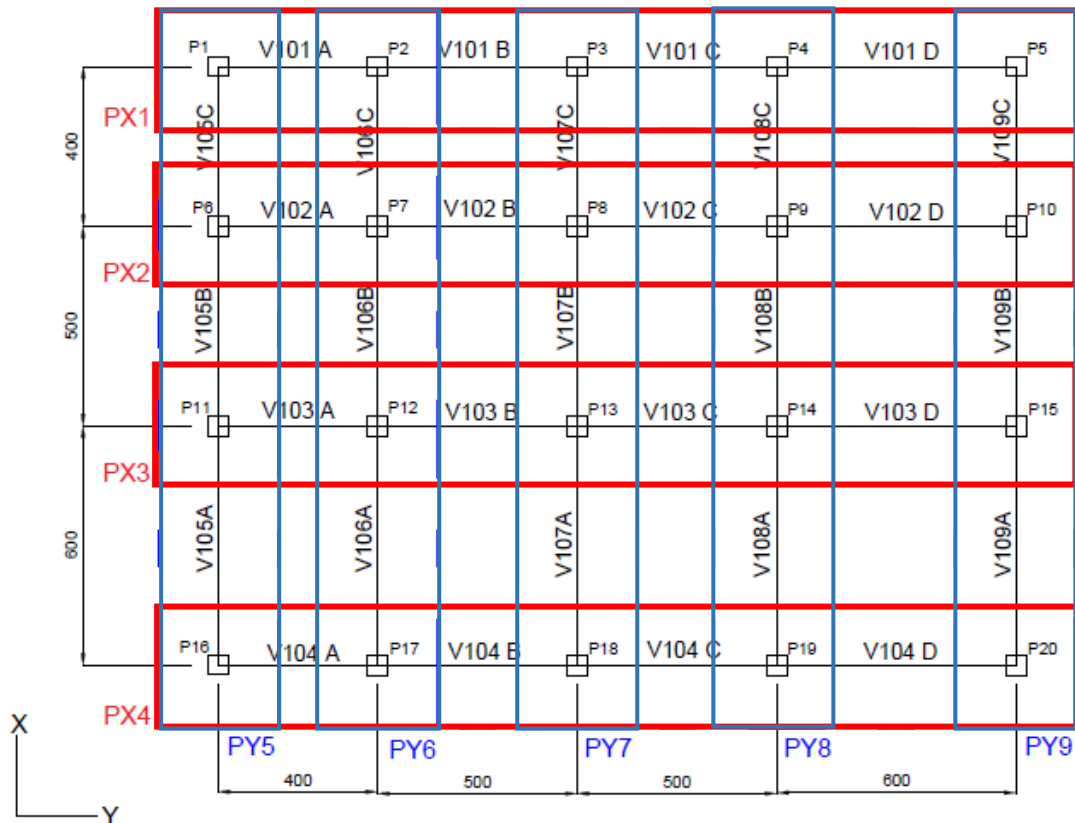 P1 V101 A P2 V101 B P3 V101 C P4 V101 D P5
PX1
400
V105C V106C V107C V108C V109C
P6 V102 A P7 V102 B P8 V102 C P9 V102 D P10
PX2
500
V105B V106B V107B V108B V109B
P11 V103 A P12 V103 B P13 V103 C P14 V103 D P15
PX3
600
V105A V106A V107A V108A V109A
P16 V104 A P17 V104 B P18 V104 C P19 V104 D P20
PX4
X
Y
PY5 PY6 PY7 PY8 PY9
400 500 500 600